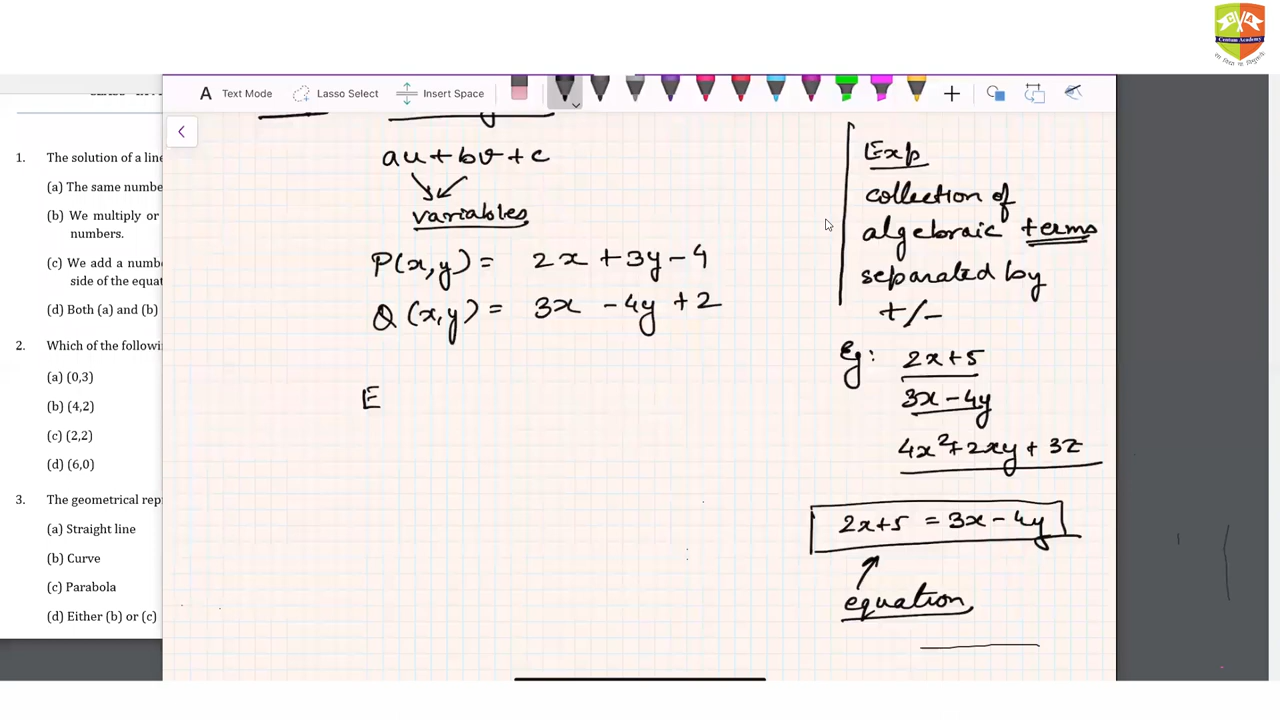 Centum Academy
Text Mode
Lasso Select
Insert Space
1. The solution of a line
(a) The same numbe
(b) We multiply or
numbers.
(c) We add a numb
side of the equat
(d) Both (a) and (b)
2. Which of the followi
(a) (0,3)
(b) (4,2)
(c) (2,2)
(d) (6,0)
3. The geometrical rep
(a) Straight line
(b) Curve
(c) Parabola
(d) Either (b) or (c)
au + bv + c
variables
P(x,y) = 2x + 3y - 4
Q(x,y) = 3x - 4y + 2
E
Exp
collection of
algebraic terms
separated by
+/-
Eg: 2x+5
3x - 4y
4x²+2xy + 3z
2x+5 = 3x - 4y
equation